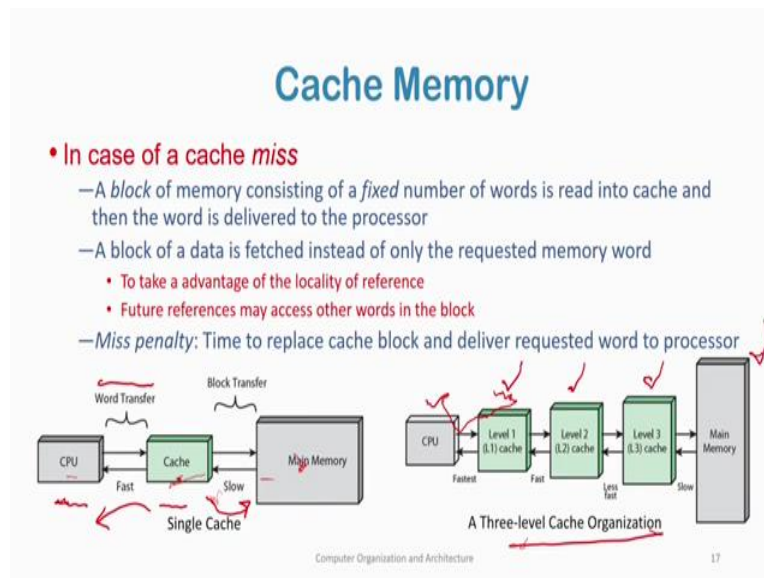 Cache Memory
• In case of a cache miss
—A block of memory consisting of a fixed number of words is read into cache and
then the word is delivered to the processor
—A block of a data is fetched instead of only the requested memory word
• To take a advantage of the locality of reference
• Future references may access other words in the block
—Miss penalty: Time to replace cache block and deliver requested word to processor
Word Transfer
Block Transfer
CPU
Cache
Main Memory
Fast
Slow
Single Cache
CPU
Level 1
(L1) cache
Level 2
(L2) cache
Level 3
(L3) cache
Main
Memory
Fastest
Fast
Less
fast
Slow
A Three-level Cache Organization
Computer Organization and Architecture
17